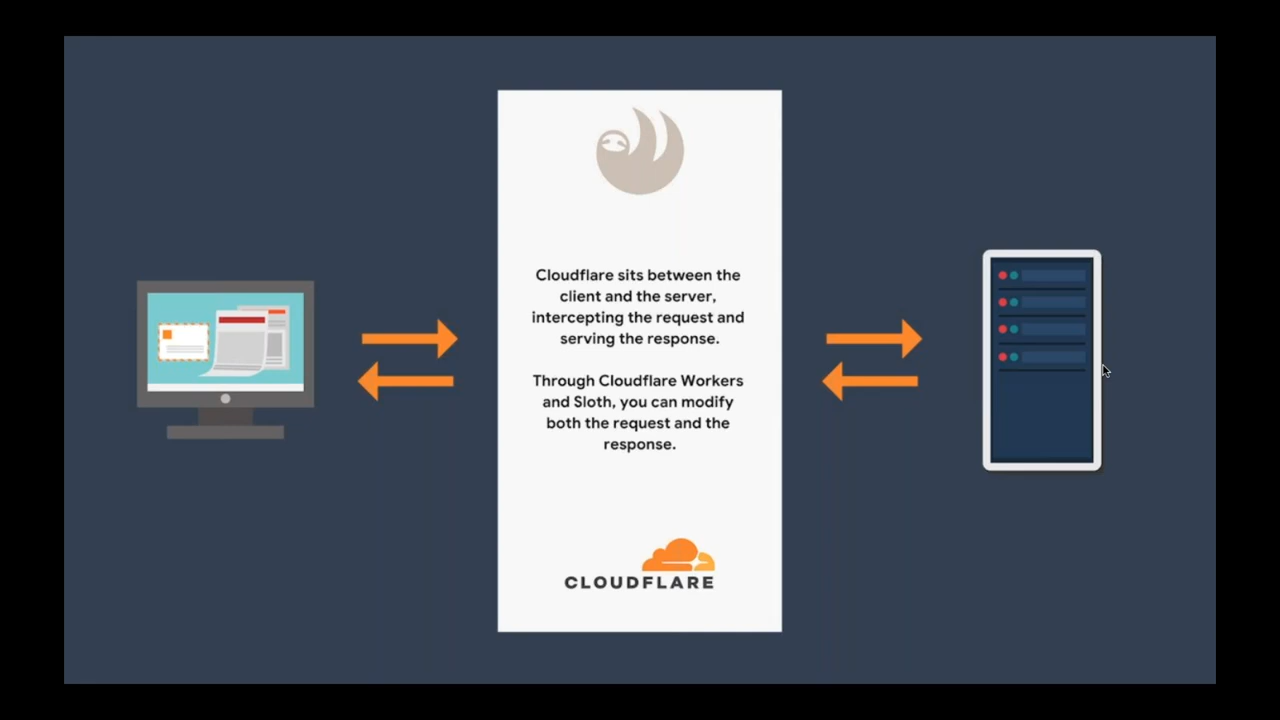 Cloudflare sits between the
client and the server,
intercepting the request and
serving the response.
Through Cloudflare Workers
and Sloth, you can modify
both the request and the
response.
CLOUDFLARE